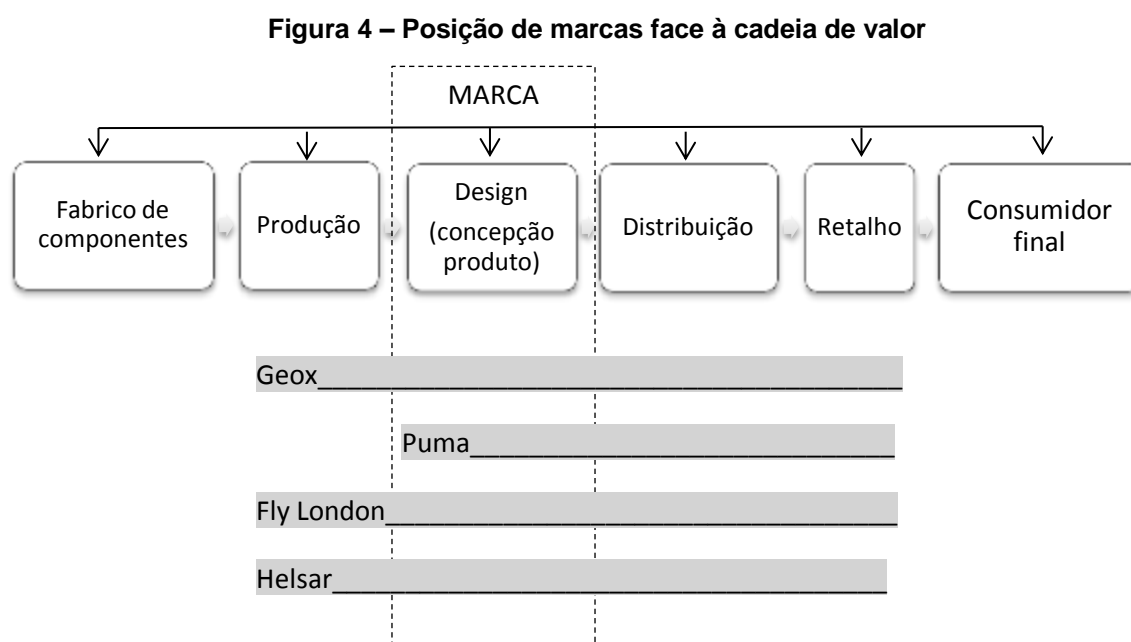 Figura 4 – Posição de marcas face à cadeia de valor
MARCA
Fabrico de
componentes
Produção
Design
(concepção
produto)
Distribuição
Retalho
Consumidor
final
Geox
Puma
Fly London
Helsar